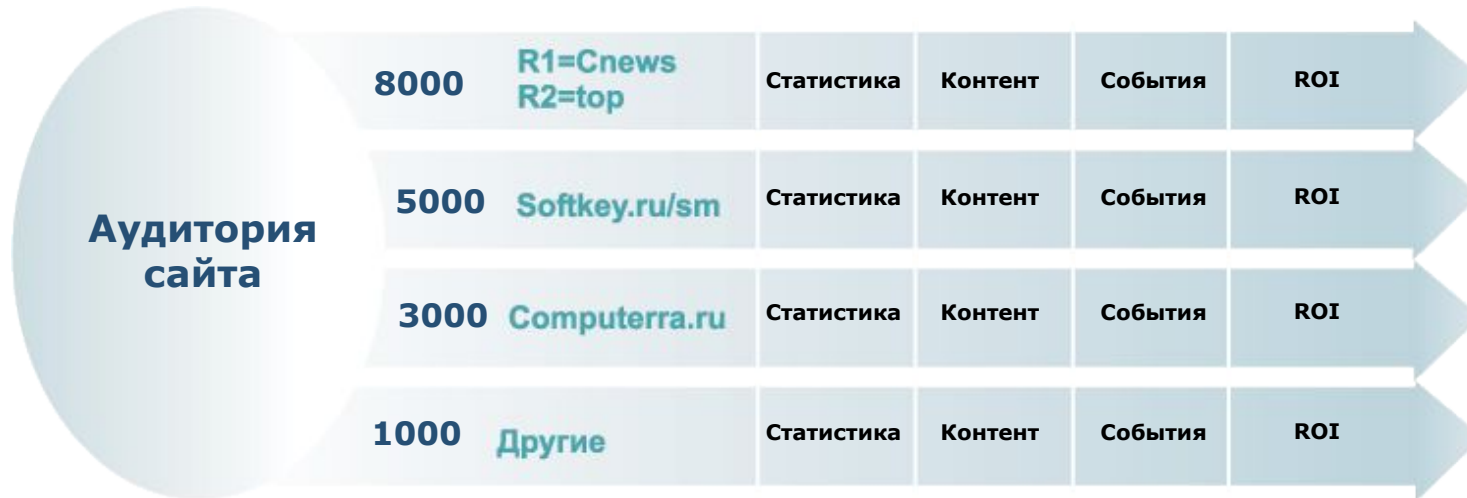 Аудитория
сайта
8000
R1=Cnews
R2=top
Статистика
Контент
События
ROI
5000
Softkey.ru/sm
Статистика
Контент
События
ROI
3000
Computerra.ru
Статистика
Контент
События
ROI
1000
Другие
Статистика
Контент
События
ROI